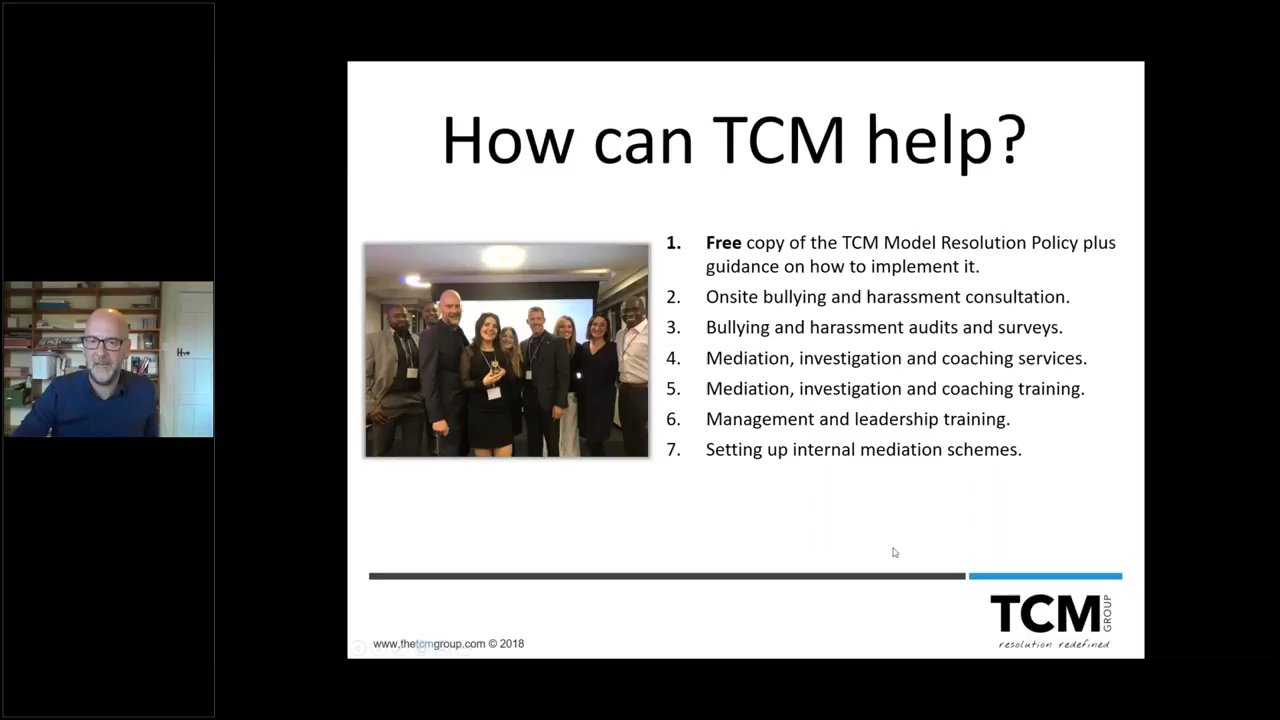 How can TCM help?
1. Free copy of the TCM Model Resolution Policy plus
guidance on how to implement it.
2. Onsite bullying and harassment consultation.
3. Bullying and harassment audits and surveys.
4. Mediation, investigation and coaching services.
5. Mediation, investigation and coaching training.
6. Management and leadership training.
7. Setting up internal mediation schemes.
TCM GROUP
resolution redefined
www.thetcmgroup.com © 2018